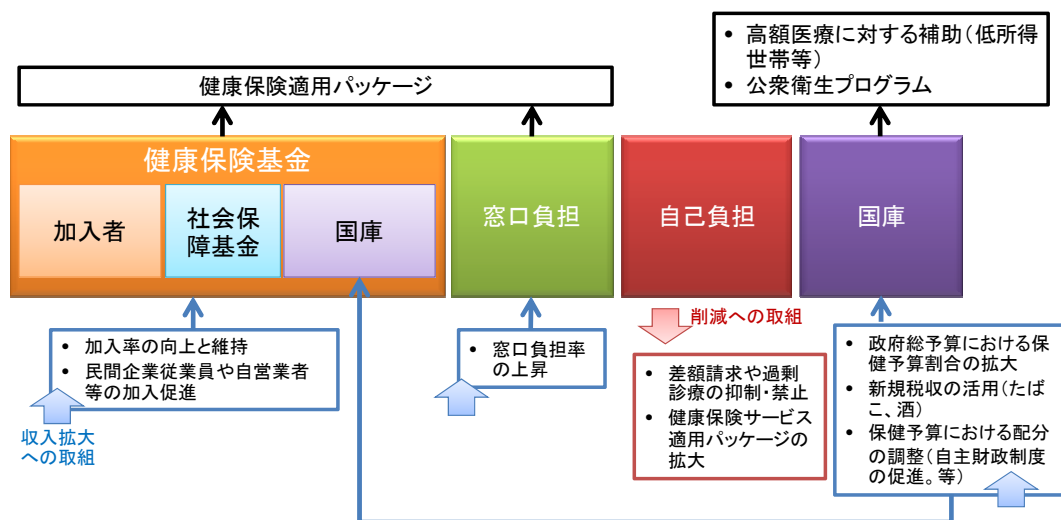 • 高額医療に対する補助(低所得
世帯等)
• 公衆衛生プログラム
健康保険適用パッケージ
健康保険基金
加入者
社会保
障基金
国庫
窓口負担
自己負担
国庫
• 加入率の向上と維持
• 民間企業従業員や自営業者
等の加入促進
収入拡大
への取組
• 窓口負担率
の上昇
削減への取組
• 差額請求や過剰
診療の抑制・禁止
• 健康保険サービス
適用パッケージの
拡大
• 政府総予算における保
健予算割合の拡大
• 新規税収の活用(たば
こ、酒)
• 保健予算における配分
の調整(自主財政制度
の促進。等)